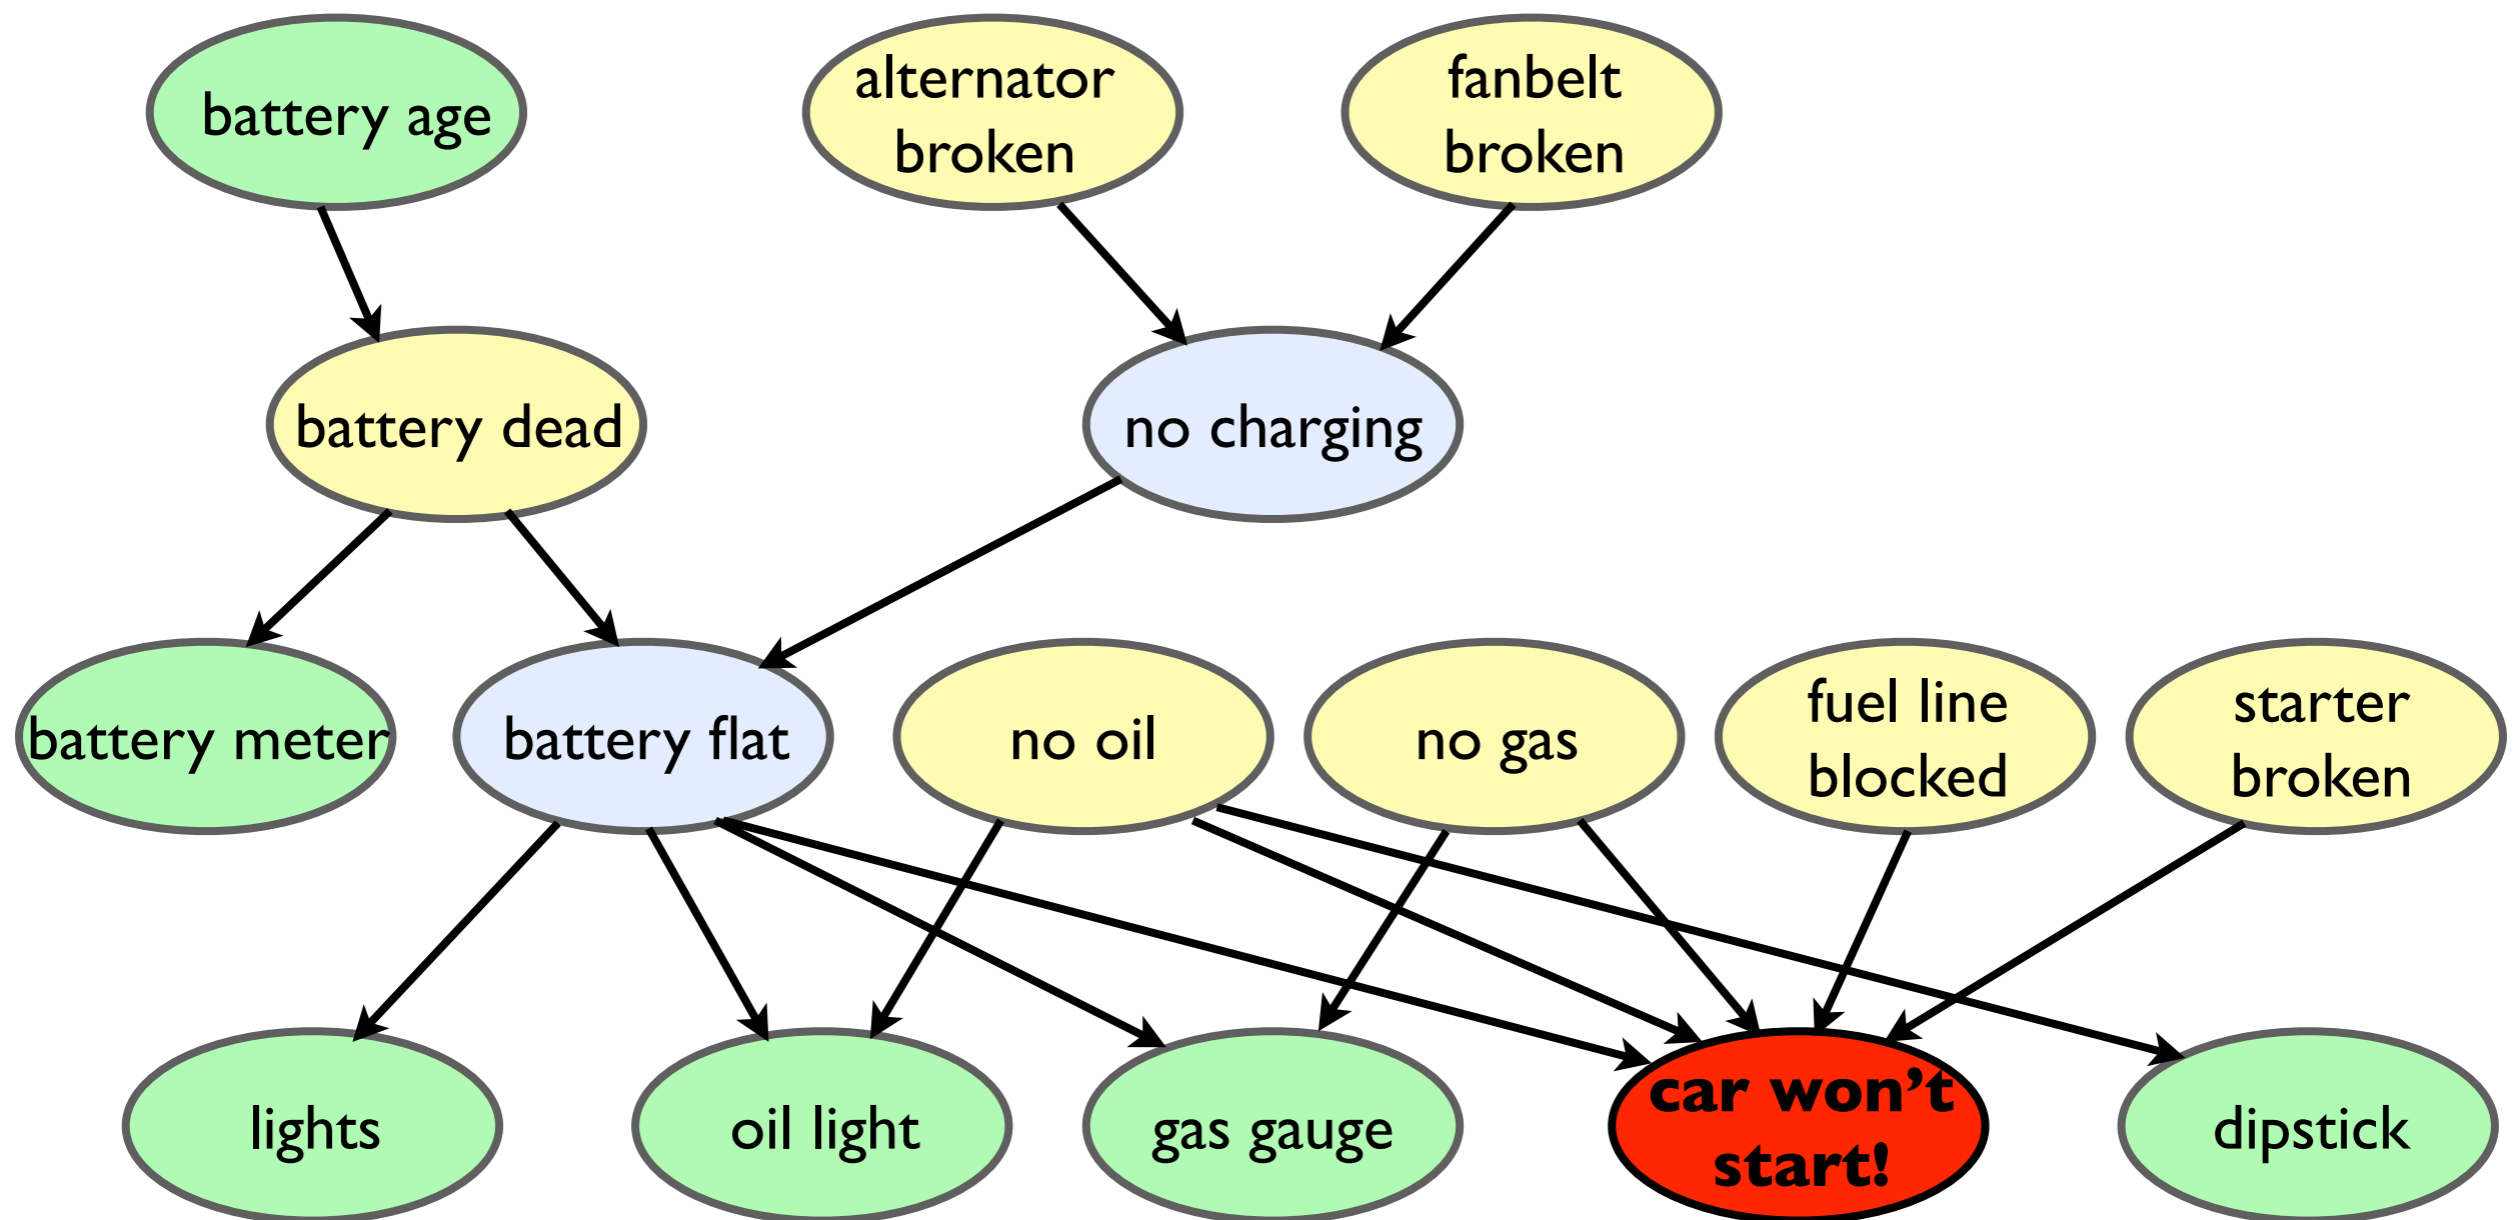 battery age
alternator
broken
fanbelt
broken
battery dead
no charging
battery meter
battery flat
no oil
no gas
fuel line
blocked
starter
broken
lights
oil light
gas gauge
car won’t
start!
dipstick